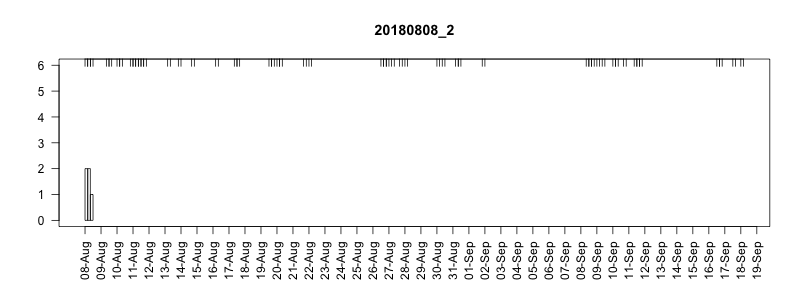 20180808_2
6
5
4
3
2
1
0
08-Aug
09-Aug
10-Aug
11-Aug
12-Aug
13-Aug
14-Aug
15-Aug
16-Aug
17-Aug
18-Aug
19-Aug
20-Aug
21-Aug
22-Aug
23-Aug
24-Aug
25-Aug
26-Aug
27-Aug
28-Aug
29-Aug
30-Aug
31-Aug
01-Sep
02-Sep
03-Sep
04-Sep
05-Sep
06-Sep
07-Sep
08-Sep
09-Sep
10-Sep
11-Sep
12-Sep
13-Sep
14-Sep
15-Sep
16-Sep
17-Sep
18-Sep
19-Sep